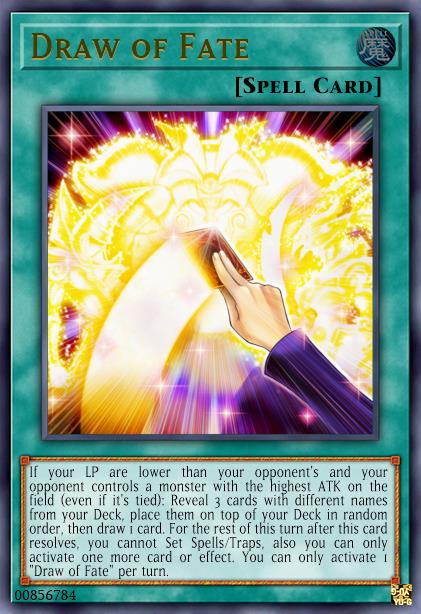 DRAW OF FATE
魔
[SPELL CARD]
If your LP are lower than your opponent's and your
opponent controls a monster with the highest ATK on the
field (even if it's tied): Reveal 3 cards with different names
from your Deck, place them on top of your Deck in random
order, then draw 1 card. For the rest of this turn after this card
resolves, you cannot Set Spells/Traps, also you can only
activate one more card or effect. You can only activate 1
"Draw of Fate" per turn.
00856784